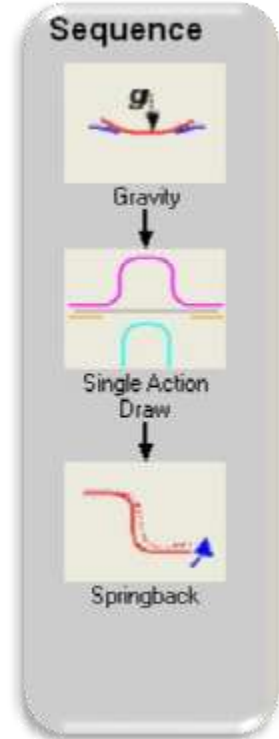 Sequence
g
Gravity
Single Action
Draw
Springback